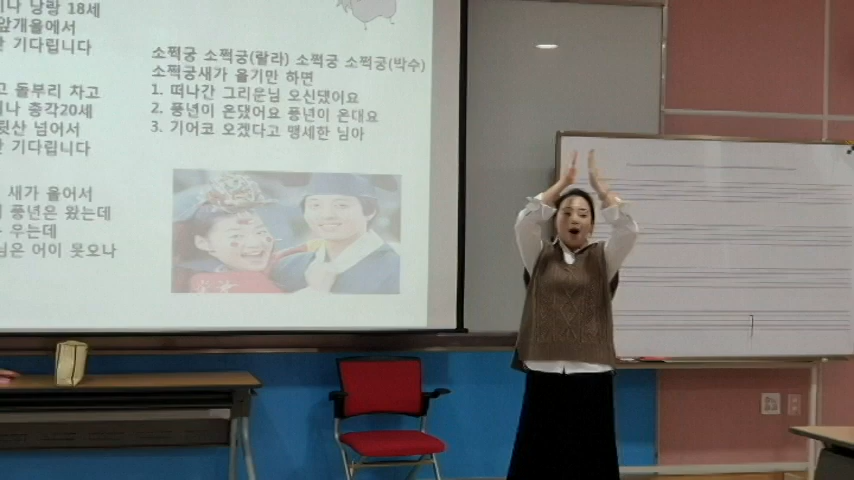 낭랑 18세
앞개울에서
기다립니다
돌부리 차고
총각20세
뒷산 넘어서
기다립니다
새가 울어서
풍년은 왔는데
우는데
님은 어이 못오나
소쩍궁 소쩍궁(랄라) 소쩍궁 소쩍궁(박수)
소쩍궁새가 울기만 하면
1. 떠나간 그리운님 오신댔어요
2. 풍년이 온댔어요 풍년이 온대요
3. 기어코 오겠다고 맹세한 님아